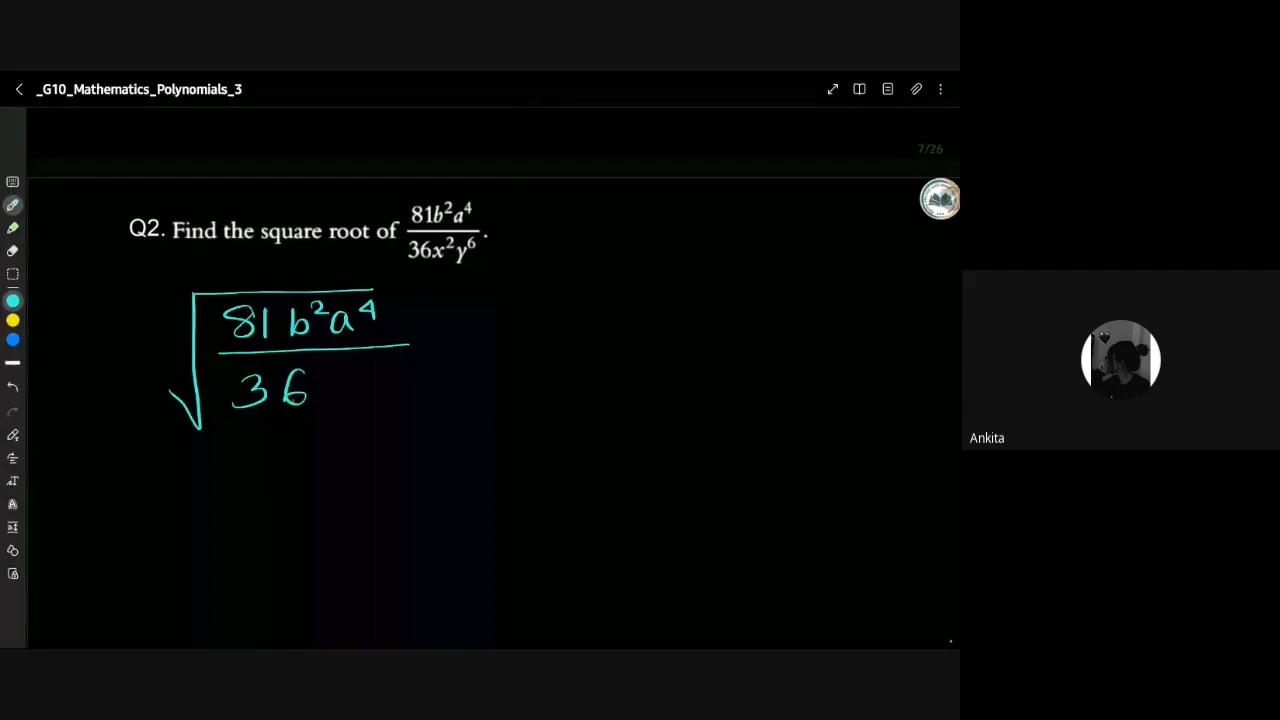 _G10_Mathematics_Polynomials_3
7/26
Q2. Find the square root of 81b²a⁴/36x²y⁶.
√ 81 b²a⁴
36
Ankita